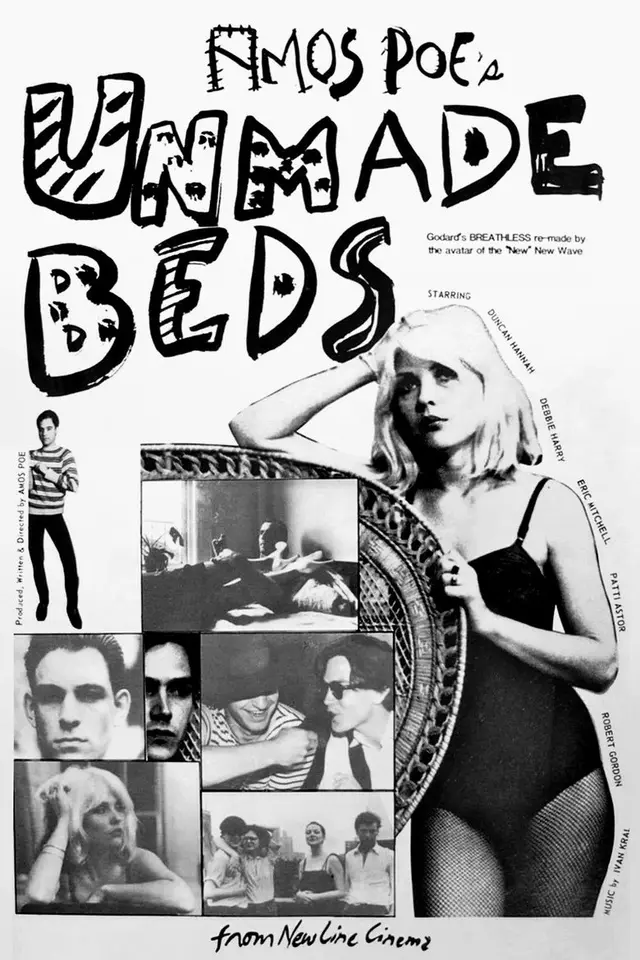 AMOS POE's
UNMADE
BEDS
Godard's BREATHLESS re-made by
the avatar of the "New" New Wave
STARRING
DUNCAN HANNAH
DEBBIE HARRY
ERIC MITCHELL
PATTI ASTOR
ROBERT GORDON
MUSIC by IVAN KRAL
Produced, Written & Directed by AMOS POE
from New Line Cinema